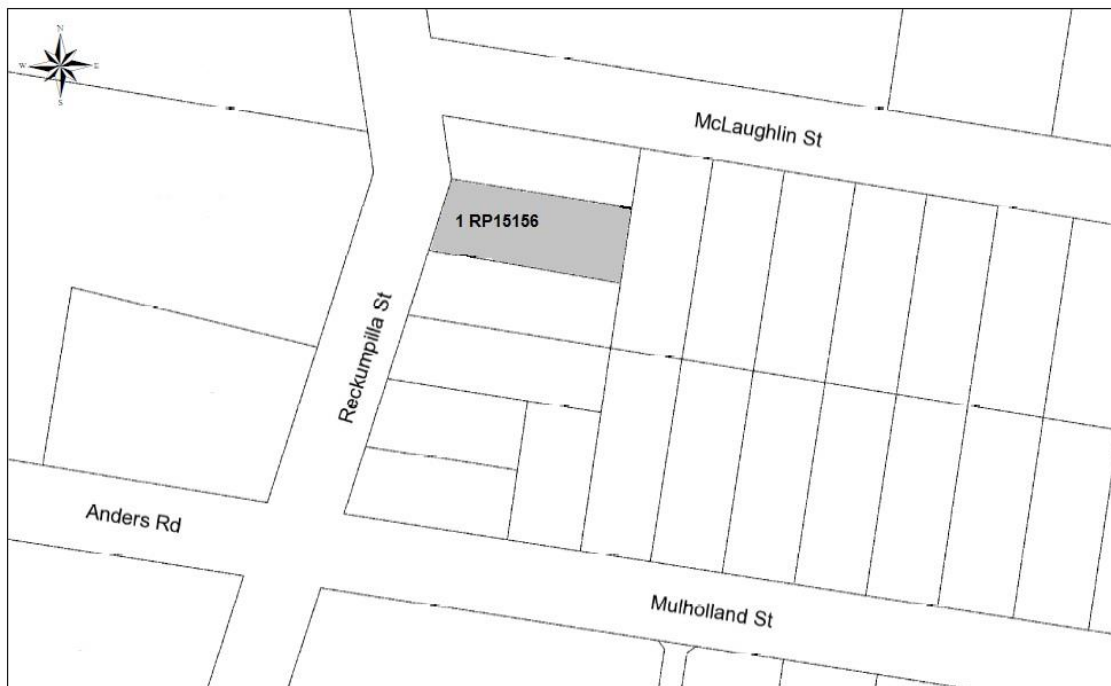 N
W E
S
McLaughlin St
1 RP15156
Reckumpilla St
Anders Rd
Mulholland St